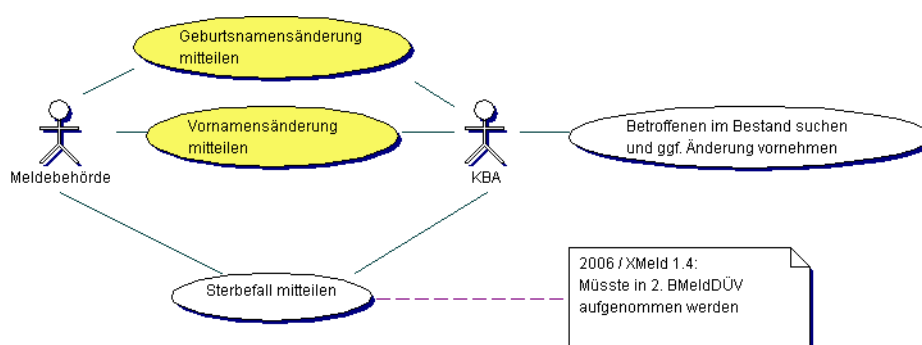 Geburtsnamensänderung
mitteilen
Vornamensänderung
mitteilen
Betroffenen im Bestand suchen
und ggf. Änderung vornehmen
Meldebehörde
KBA
Sterbefall mitteilen
2006 / XMeld 1.4:
Müsste in 2. BMeldDÜV
aufgenommen werden